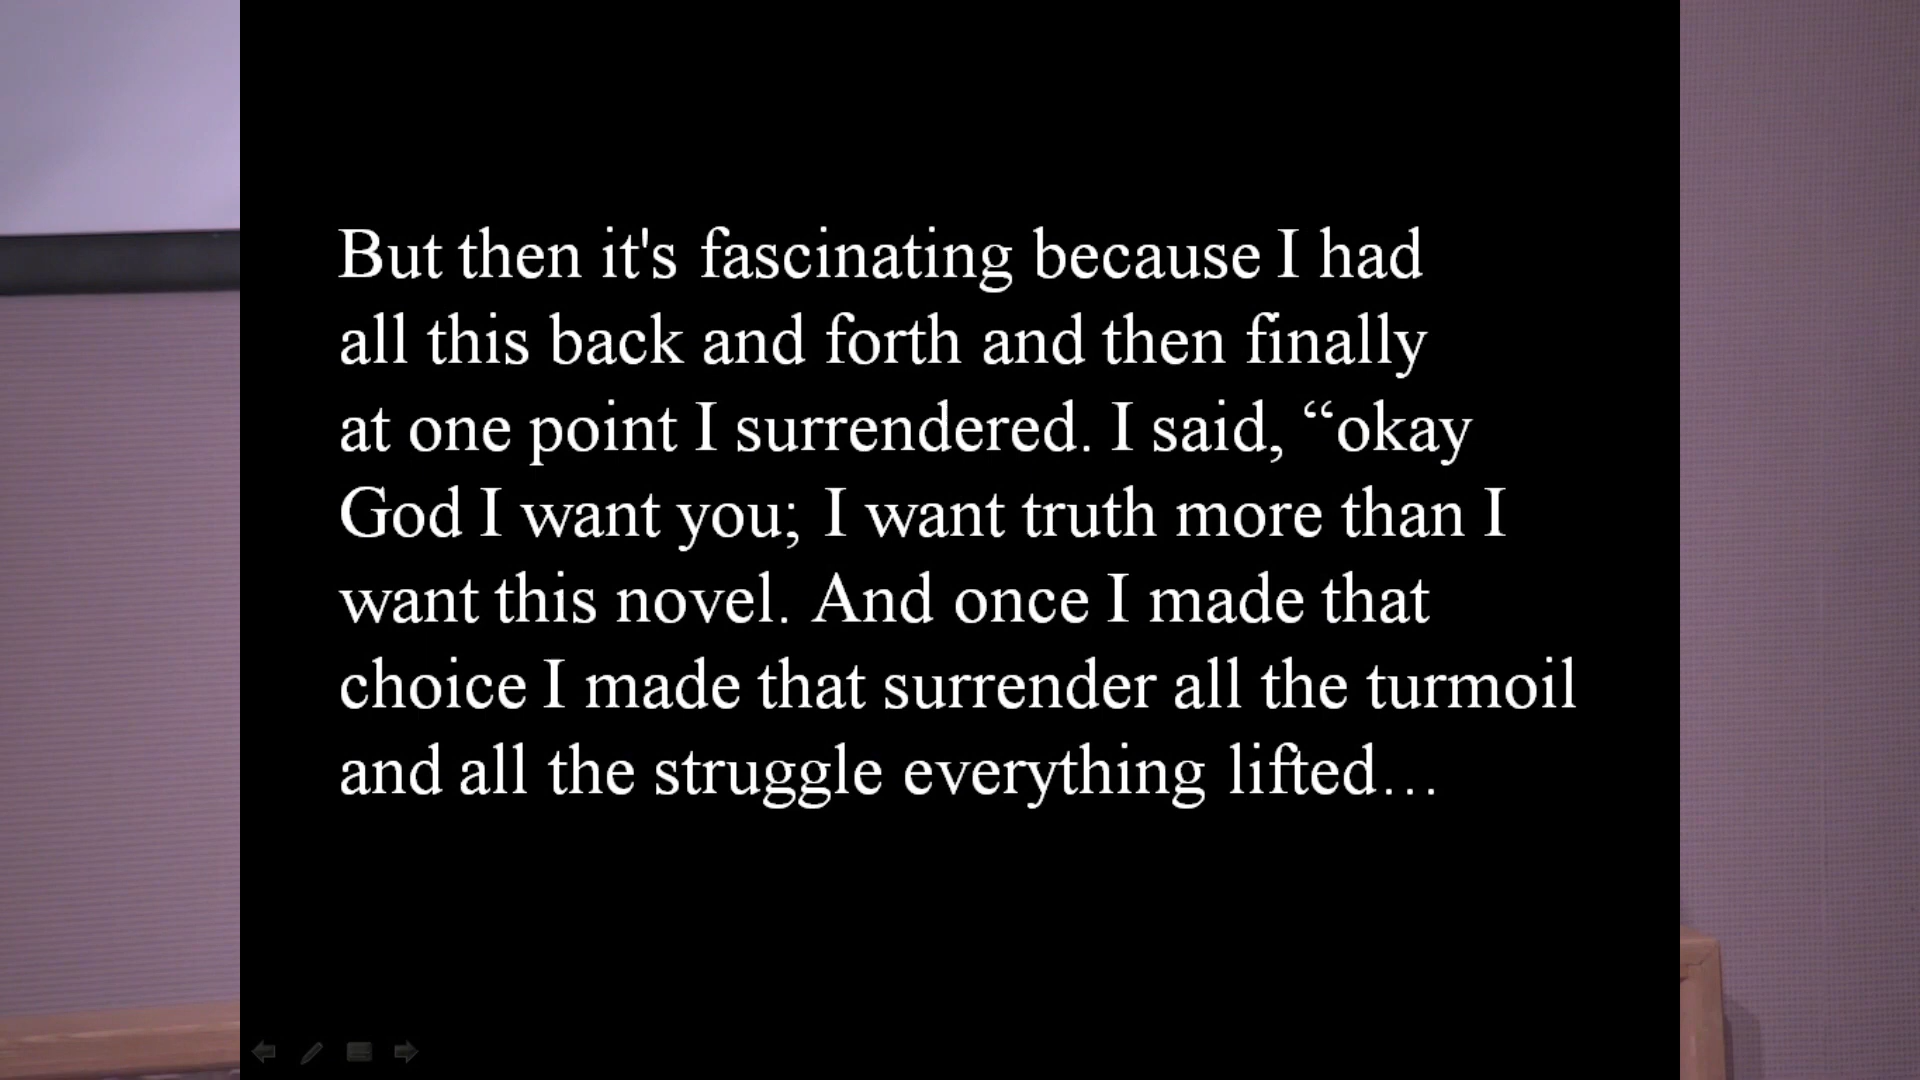 But then it's fascinating because I had
all this back and forth and then finally
at one point I surrendered. I said, “okay
God I want you; I want truth more than I
want this novel. And once I made that
choice I made that surrender all the turmoil
and all the struggle everything lifted…